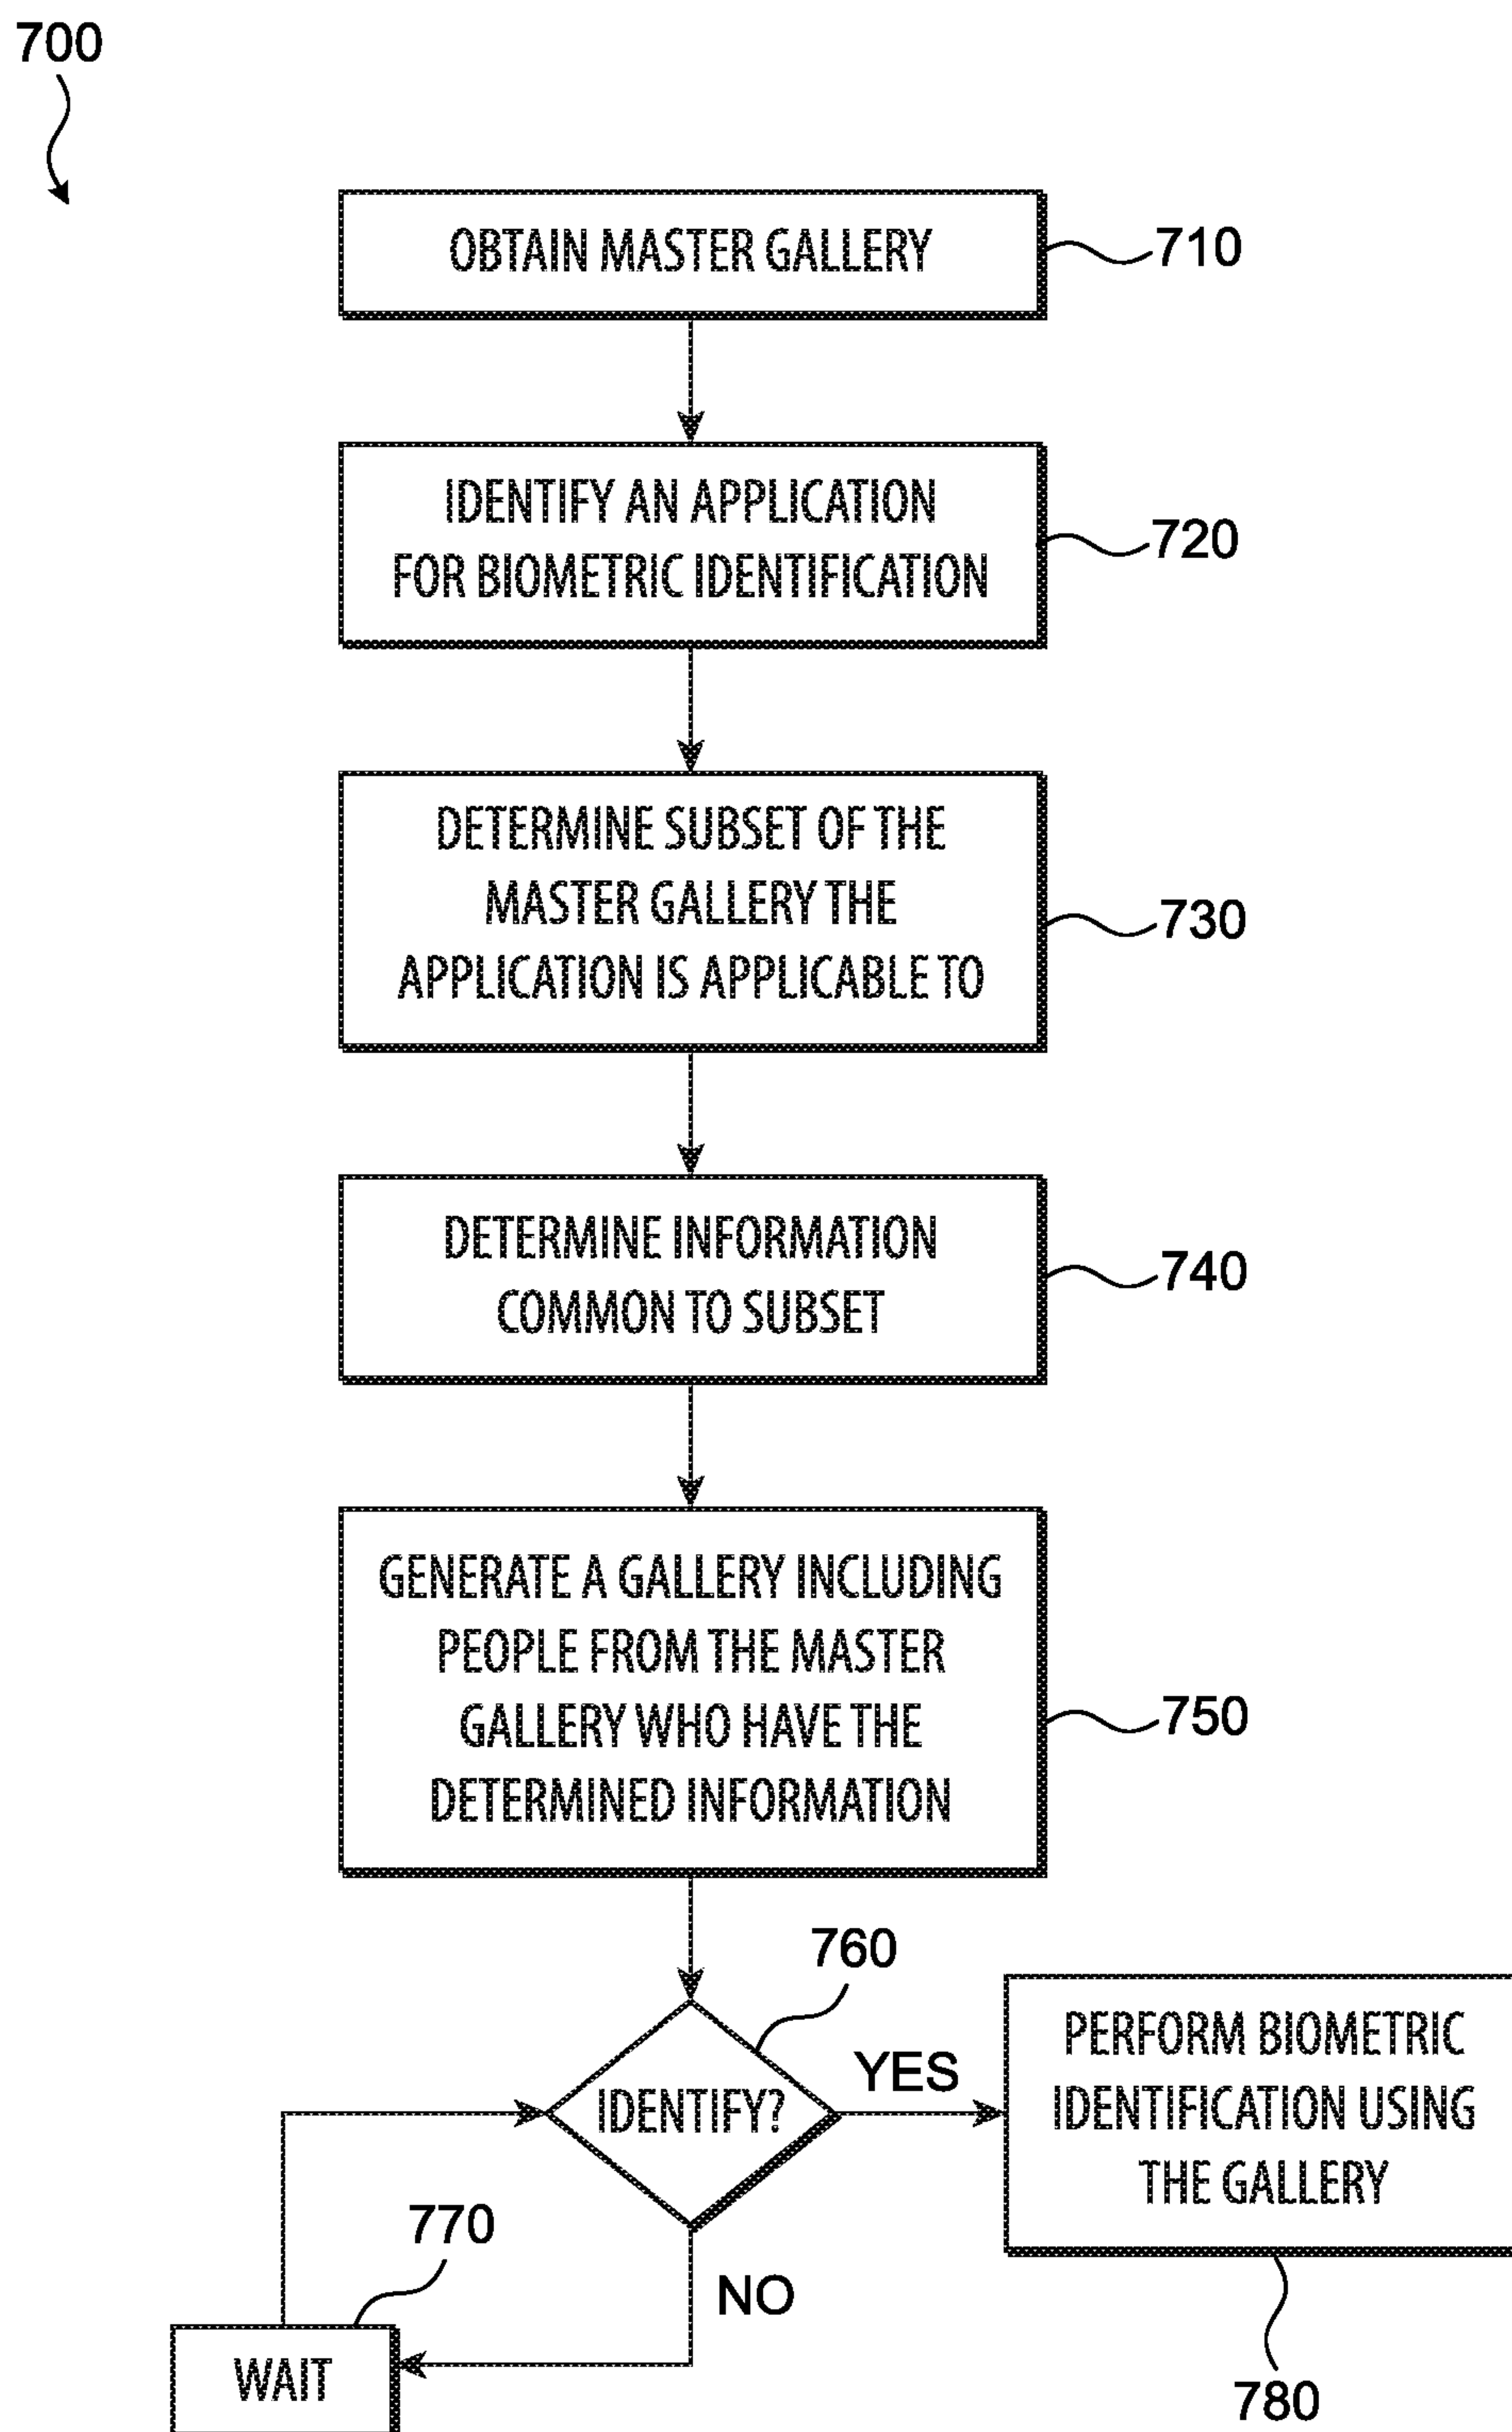 700
OBTAIN MASTER GALLERY
710
IDENTIFY AN APPLICATION
FOR BIOMETRIC IDENTIFICATION
720
DETERMINE SUBSET OF THE
MASTER GALLERY THE
APPLICATION IS APPLICABLE TO
730
DETERMINE INFORMATION
COMMON TO SUBSET
740
GENERATE A GALLERY INCLUDING
PEOPLE FROM THE MASTER
GALLERY WHO HAVE THE
DETERMINED INFORMATION
750
760
IDENTIFY?
YES
PERFORM BIOMETRIC
IDENTIFICATION USING
THE GALLERY
780
NO
770
WAIT